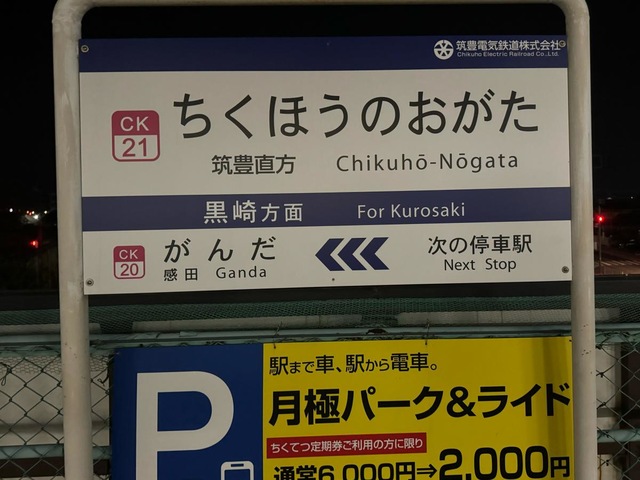 筑豊電気鉄道株式会社
Chikuho Electric Railroad Co.,Ltd.
CK
21
ちくほうのおがた
筑豊直方 Chikuhō-Nōgata
黒崎方面 For Kurosaki
CK
20
がんだ
感田 Ganda
次の停車駅
Next Stop
P
駅まで車、駅から電車。
月極パーク&ライド
ちくてつ定期券ご利用の方に限り
通常6,000円⇒2,000円